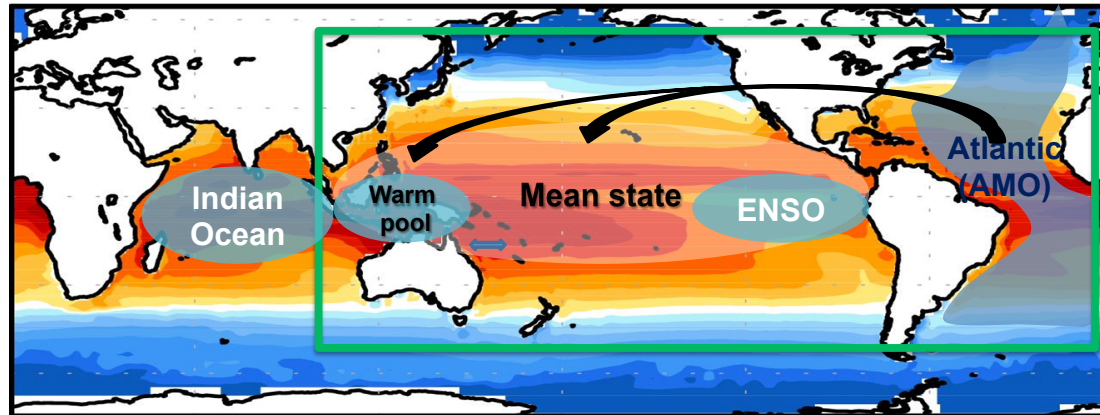 Indian
Ocean
Warm
pool
Mean state
ENSO
Atlantic
(AMO)